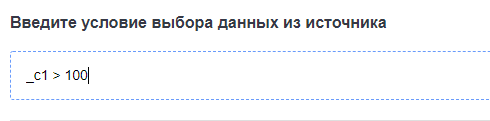 Введите условие выбора данных из источника
_c1 > 100